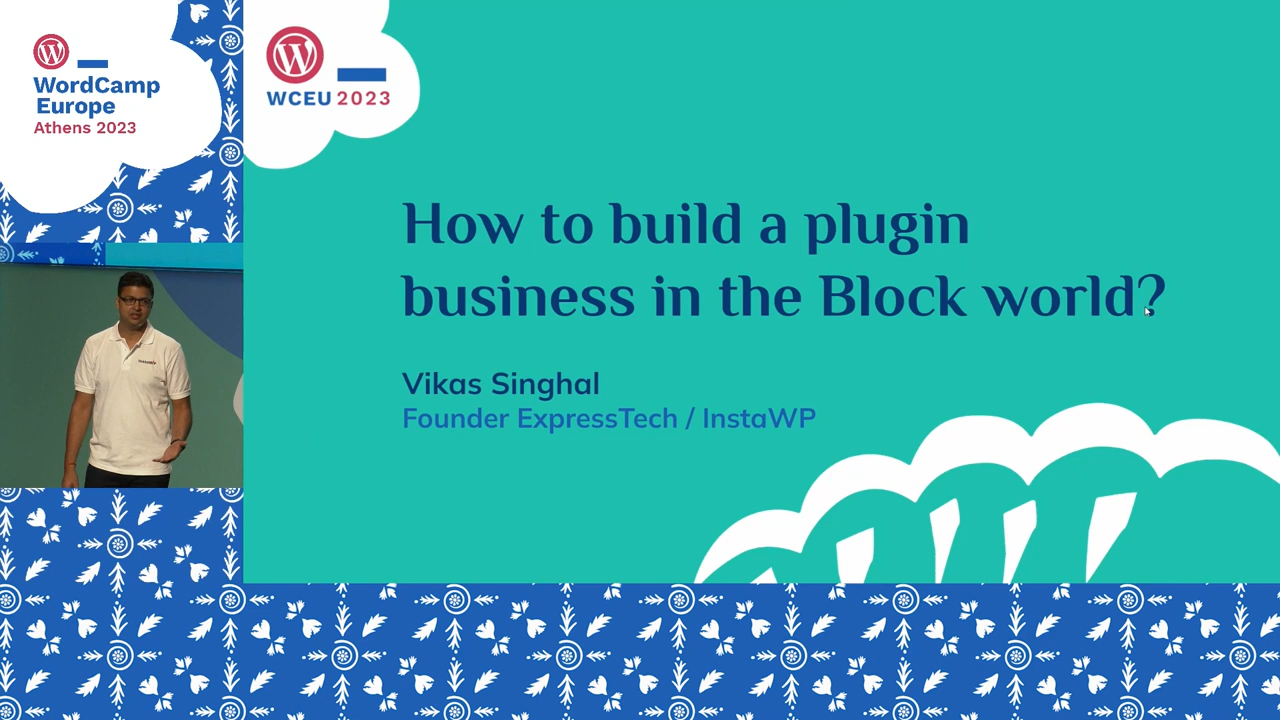 WordCamp
Europe
Athens 2023
WCEU 2023
How to build a plugin
business in the Block world?
Vikas Singhal
Founder ExpressTech / InstaWP